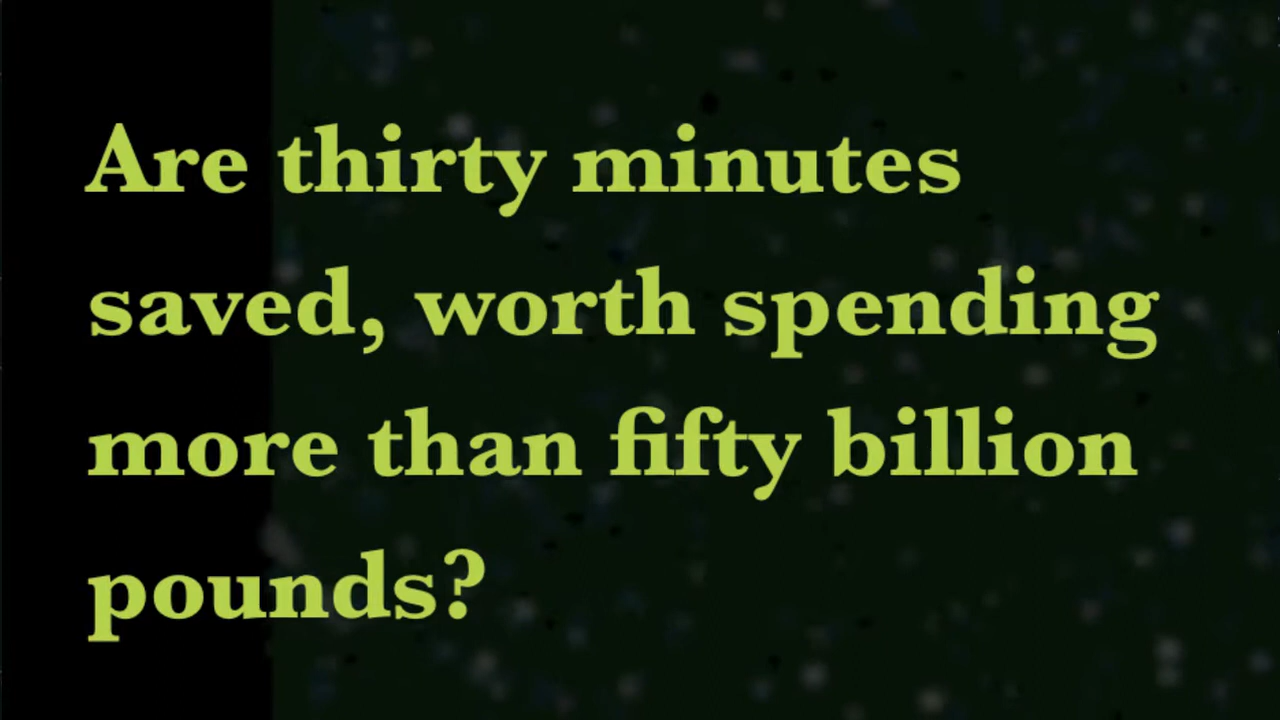 Are thirty minutes
saved, worth spending
more than fifty billion
pounds?